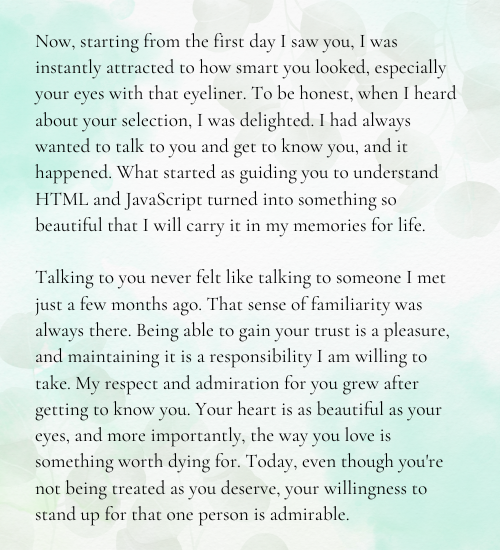 Now, starting from the first day I saw you, I was
instantly attracted to how smart you looked, especially
your eyes with that eyeliner. To be honest, when I heard
about your selection, I was delighted. I had always
wanted to talk to you and get to know you, and it
happened. What started as guiding you to understand
HTML and JavaScript turned into something so
beautiful that I will carry it in my memories for life.

Talking to you never felt like talking to someone I met
just a few months ago. That sense of familiarity was
always there. Being able to gain your trust is a pleasure,
and maintaining it is a responsibility I am willing to
take. My respect and admiration for you grew after
getting to know you. Your heart is as beautiful as your
eyes, and more importantly, the way you love is
something worth dying for. Today, even though you're
not being treated as you deserve, your willingness to
stand up for that one person is admirable.